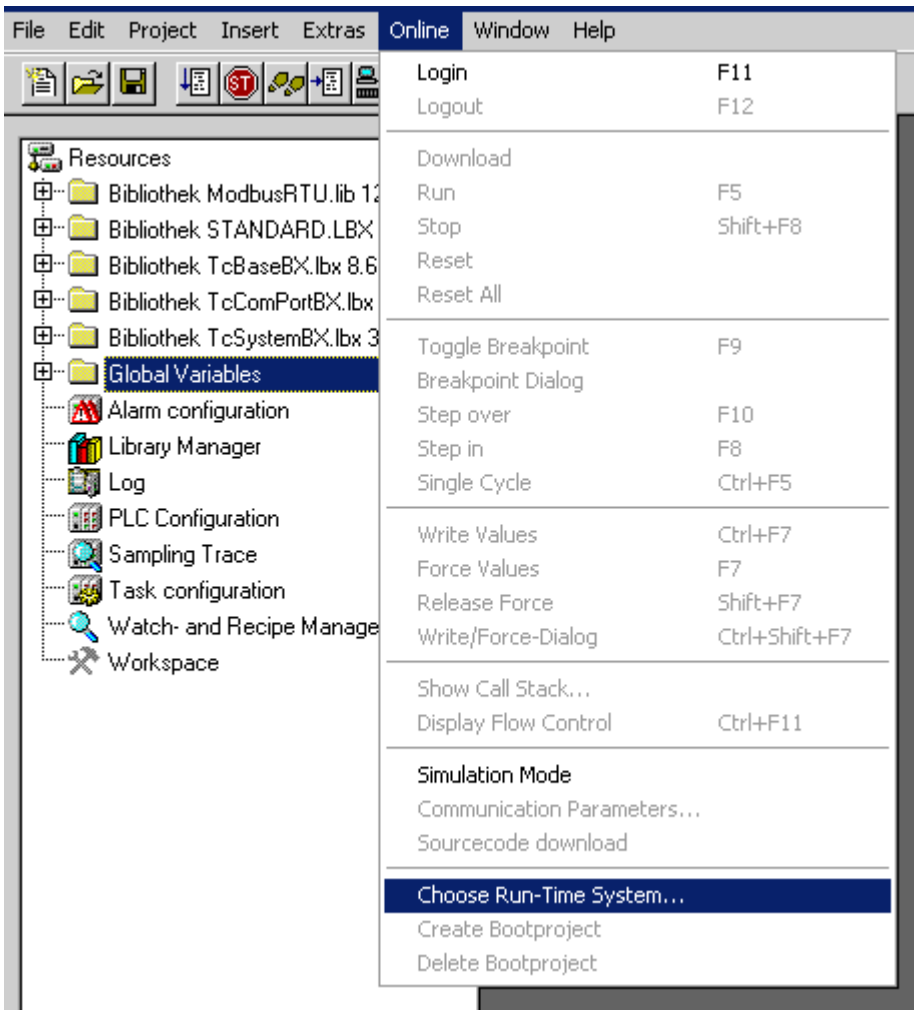 File Edit Project Insert Extras Online Window Help
ST
Resources
Bibliothek ModbusRTU.lib 12
Bibliothek STANDARD.LBX
Bibliothek TcBaseBX.lbx 8.6
Bibliothek TcComPortBX.lbx
Bibliothek TcSystemBX.lbx 3
Global Variables
Alarm configuration
Library Manager
Log
PLC Configuration
Sampling Trace
Task configuration
Watch- and Recipe Manage
Workspace
Login F11
Logout F12
Download
Run F5
Stop Shift+F8
Reset
Reset All
Toggle Breakpoint F9
Breakpoint Dialog
Step over F10
Step in F8
Single Cycle Ctrl+F5
Write Values Ctrl+F7
Force Values F7
Release Force Shift+F7
Write/Force-Dialog Ctrl+Shift+F7
Show Call Stack...
Display Flow Control Ctrl+F11
Simulation Mode
Communication Parameters...
Sourcecode download
Choose Run-Time System...
Create Bootproject
Delete Bootproject